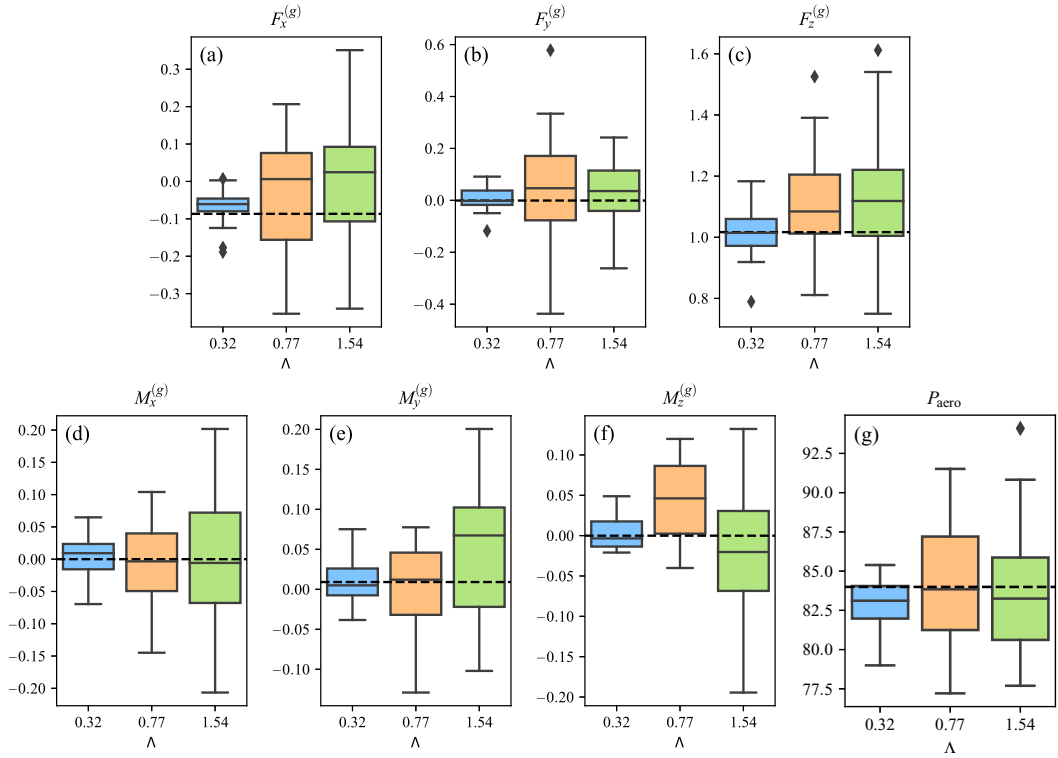 F_x^{(g)}
(a)
0.3
0.2
0.1
0.0
−0.1
−0.2
−0.3
0.32 0.77 1.54
Λ
F_y^{(g)}
(b)
0.6
0.4
0.2
0.0
−0.2
−0.4
0.32 0.77 1.54
Λ
F_z^{(g)}
(c)
1.6
1.4
1.2
1.0
0.8
0.32 0.77 1.54
Λ
M_x^{(g)}
(d)
0.20
0.15
0.10
0.05
0.00
−0.05
−0.10
−0.15
−0.20
0.32 0.77 1.54
Λ
M_y^{(g)}
(e)
0.20
0.15
0.10
0.05
0.00
−0.05
−0.10
0.32 0.77 1.54
Λ
M_z^{(g)}
(f)
0.10
0.05
0.00
−0.05
−0.10
−0.15
−0.20
0.32 0.77 1.54
Λ
P_aero
(g)
92.5
90.0
87.5
85.0
82.5
80.0
77.5
0.32 0.77 1.54
Λ